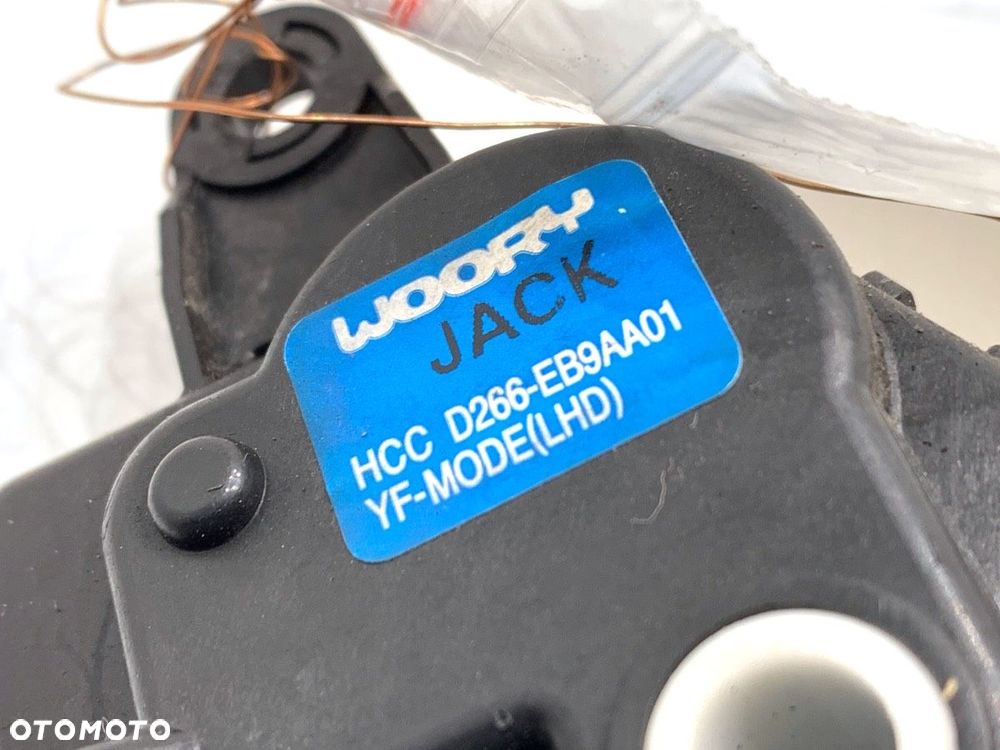 WOORY
JACK
HCC D266-EB9AA01
YF-MODE(LHD)
OTOMOTO